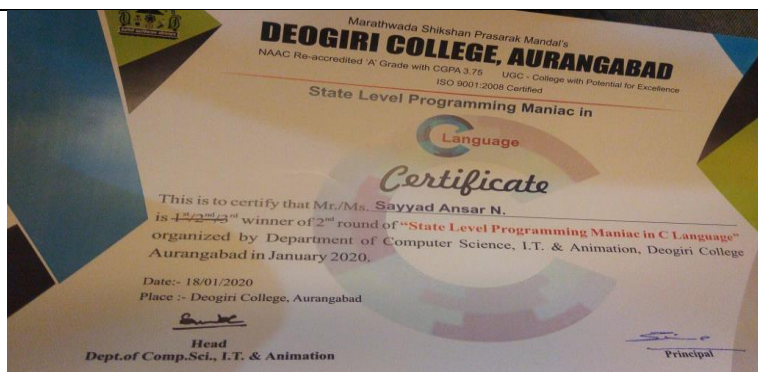 Marathwada Shikshan Prasarak Mandal's
DEOGIRI COLLEGE, AURANGABAD
NAAC Re-accredited 'A' Grade with CGPA 3.75 UGC - College with Potential for Excellence
ISO 9001:2008 Certified
State Level Programming Maniac in
C Language
Certificate
This is to certify that Mr./Ms. Sayyad Ansar N.
is 1st/2nd/3rd winner of 2nd round of "State Level Programming Maniac in C Language"
organized by Department of Computer Science, I.T. & Animation, Deogiri College
Aurangabad in January 2020.
Date:- 18/01/2020
Place :- Deogiri College, Aurangabad
Head
Dept.of Comp.Sci., I.T. & Animation
Principal